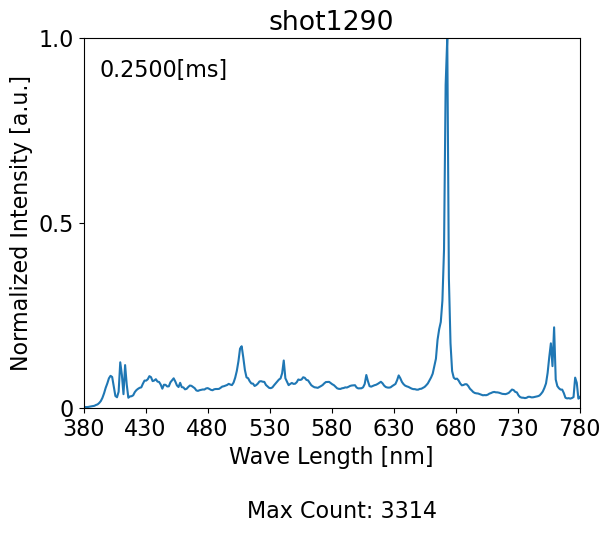 shot1290
1.0
0.2500[ms]
Normalized Intensity [a.u.]
0.5
0
380 430 480 530 580 630 680 730 780
Wave Length [nm]
Max Count: 3314